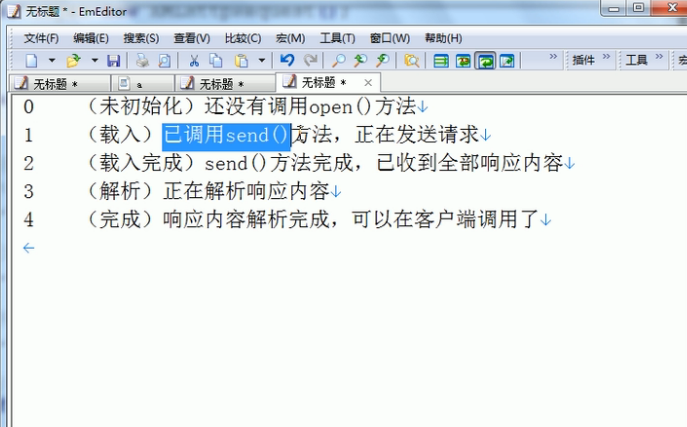 无标题 * - EmEditor
文件(F) 编辑(E) 搜索(S) 查看(V) 比较(C) 宏(M) 工具(T) 窗口(W) 帮助(H)
插件 工具 宏
无标题 * a 无标题 * 无标题 *
0 （未初始化）还没有调用open()方法↓
1 （载入）已调用send()方法，正在发送请求↓
2 （载入完成）send()方法完成，已收到全部响应内容
3 （解析）正在解析响应内容↓
4 （完成）响应内容解析完成，可以在客户端调用了↓
←